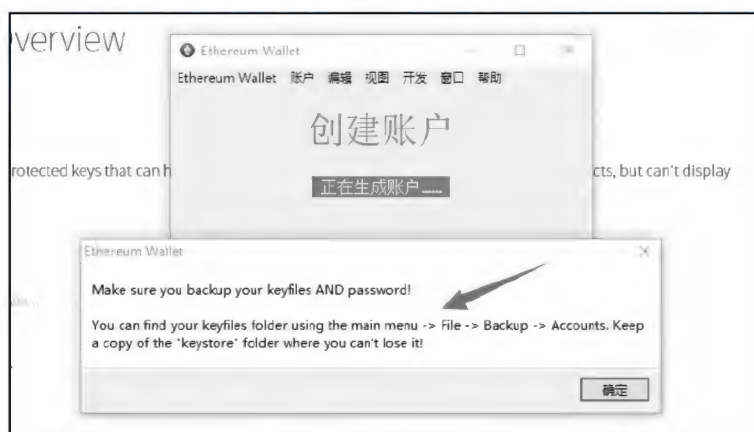 verview
Ethereum Wallet
Ethereum Wallet 账户 编辑 视图 开发 窗口 帮助
创建账户
rotected keys that can h
cts, but can't display
正在生成账户......
Ethereum Wallet
Make sure you backup your keyfiles AND password!
You can find your keyfiles folder using the main menu -> File -> Backup -> Accounts. Keep
a copy of the "keystore" folder where you can't lose it!
确定